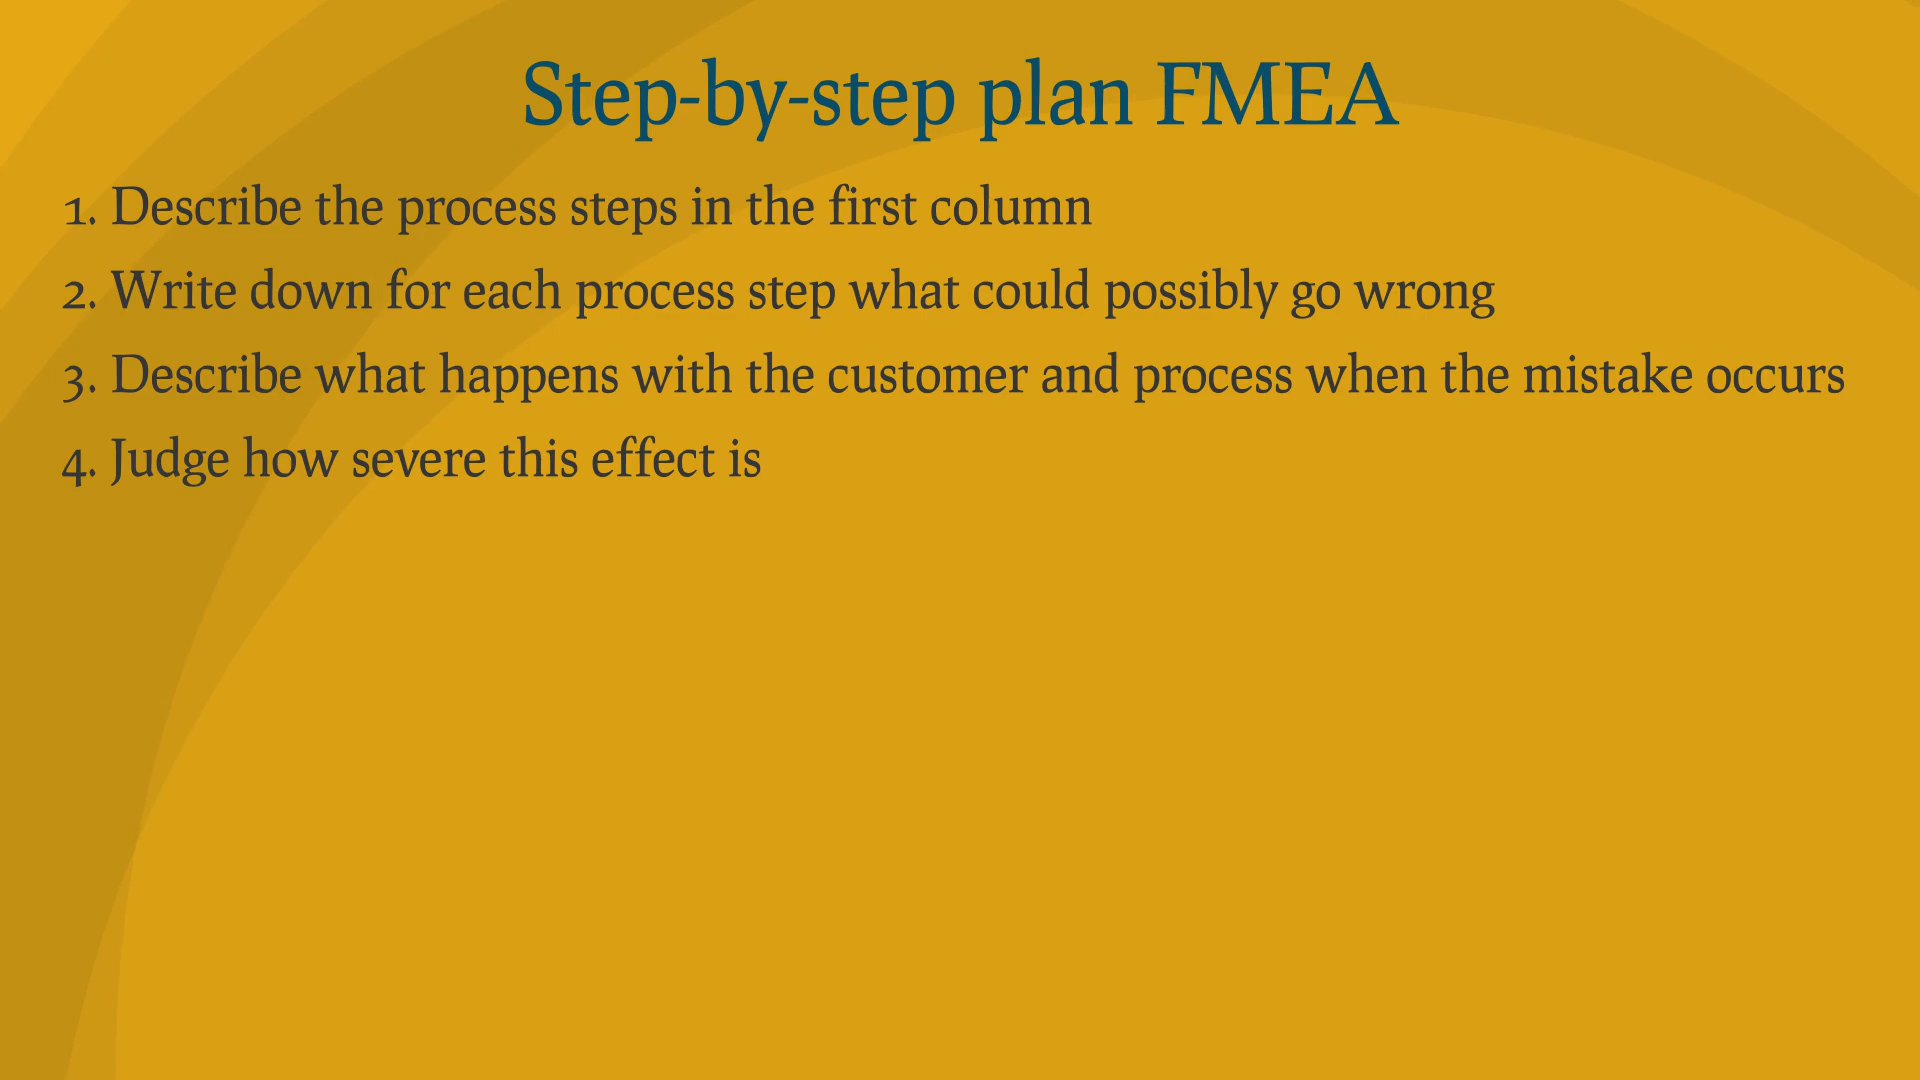 Step-by-step plan FMEA
1. Describe the process steps in the first column
2. Write down for each process step what could possibly go wrong
3. Describe what happens with the customer and process when the mistake occurs
4. Judge how severe this effect is